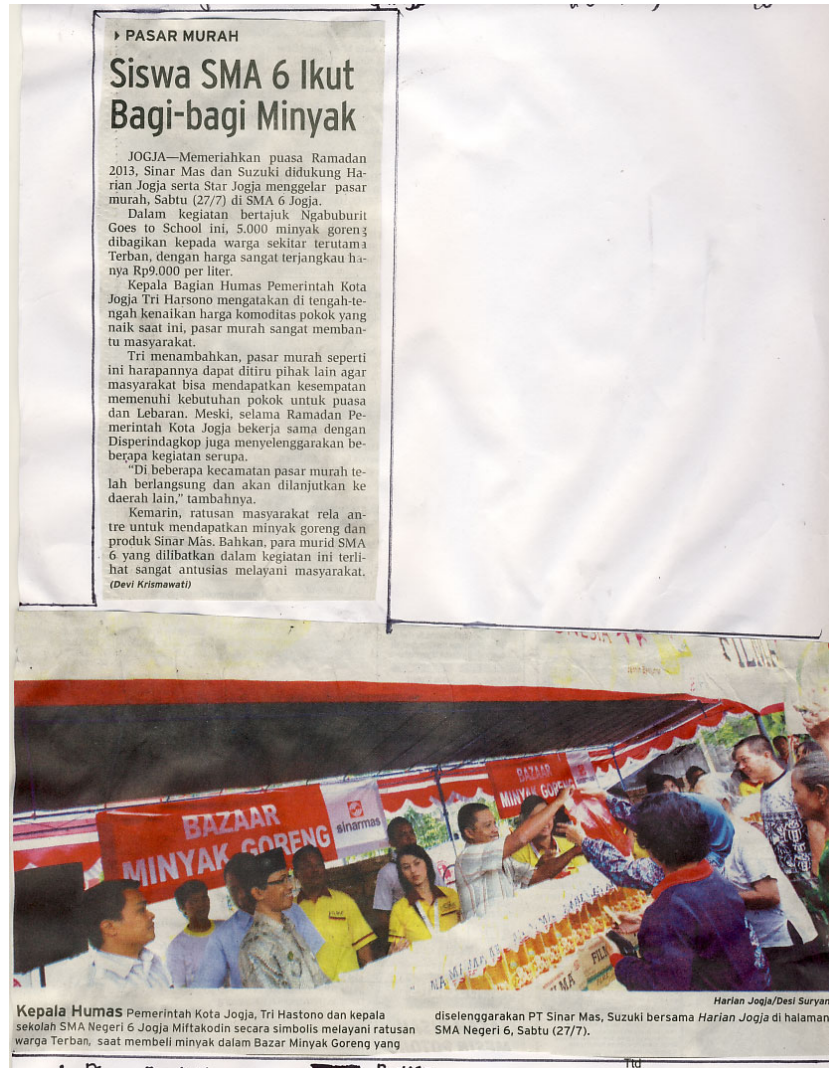 PASAR MURAH
Siswa SMA 6 Ikut
Bagi-bagi Minyak
JOGJA—Memeriahkan puasa Ramadan
2013, Sinar Mas dan Suzuki didukung Ha-
rian Jogja serta Star Jogja menggelar pasar
murah, Sabtu (27/7) di SMA 6 Jogja.
Dalam kegiatan bertajuk Ngabuburit
Goes to School ini, 5.000 minyak goreng
dibagikan kepada warga sekitar terutama
Terban, dengan harga sangat terjangkau ha-
nya Rp9.000 per liter.
Kepala Bagian Humas Pemerintah Kota
Jogja Tri Harsono mengatakan di tengah-te-
ngah kenaikan harga komoditas pokok yang
naik saat ini, pasar murah sangat memban-
tu masyarakat.
Tri menambahkan, pasar murah seperti
ini harapannya dapat ditiru pihak lain agar
masyarakat bisa mendapatkan kesempatan
memenuhi kebutuhan pokok untuk puasa
dan Lebaran. Meski, selama Ramadan Pe-
merintah Kota Jogja bekerja sama dengan
Disperindagkop juga menyelenggarakan be-
berapa kegiatan serupa.
“Di beberapa kecamatan pasar murah te-
lah berlangsung dan akan dilanjutkan ke
daerah lain,” tambahnya.
Kemarin, ratusan masyarakat rela an-
tre untuk mendapatkan minyak goreng dan
produk Sinar Mas. Bahkan, para murid SMA
6 yang dilibatkan dalam kegiatan ini terli-
hat sangat antusias melayani masyarakat.
(Devi Krismawati)
FILMA
BAZAAR
MINYAK GORENG
sinarmas
BAZAAR
MINYAK GORENG
Harian Jogja/Desi Suryan
Kepala Humas Pemerintah Kota Jogja, Tri Hastono dan kepala
sekolah SMA Negeri 6 Jogja Miftakodin secara simbolis melayani ratusan
warga Terban, saat membeli minyak dalam Bazar Minyak Goreng yang
diselenggarakan PT Sinar Mas, Suzuki bersama Harian Jogja di halaman
SMA Negeri 6, Sabtu (27/7).